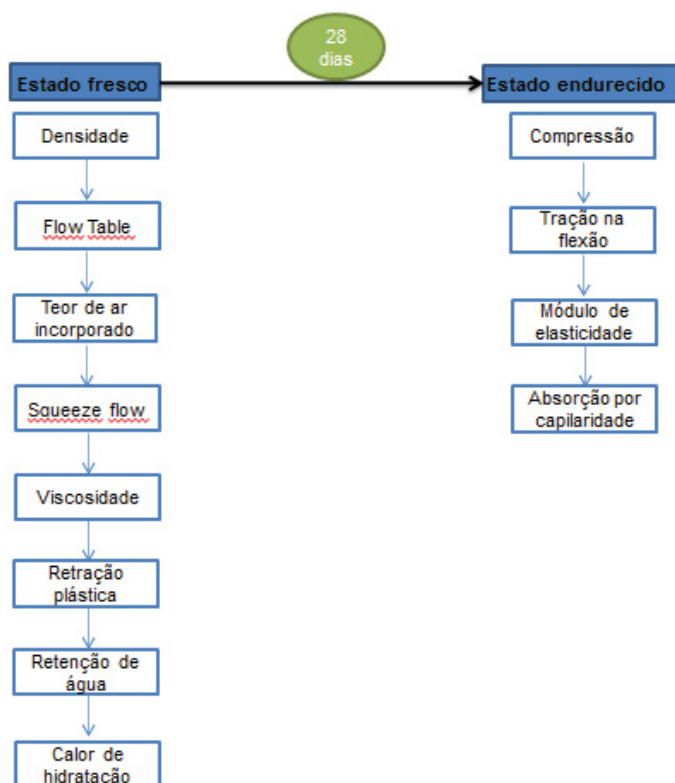 28
dias
Estado fresco
Estado endurecido
Densidade
Flow Table
Teor de ar
incorporado
Squeeze flow
Viscosidade
Retração
plástica
Retenção de
água
Calor de
hidratação
Compressão
Tração na
flexão
Módulo de
elasticidade
Absorção por
capilaridade